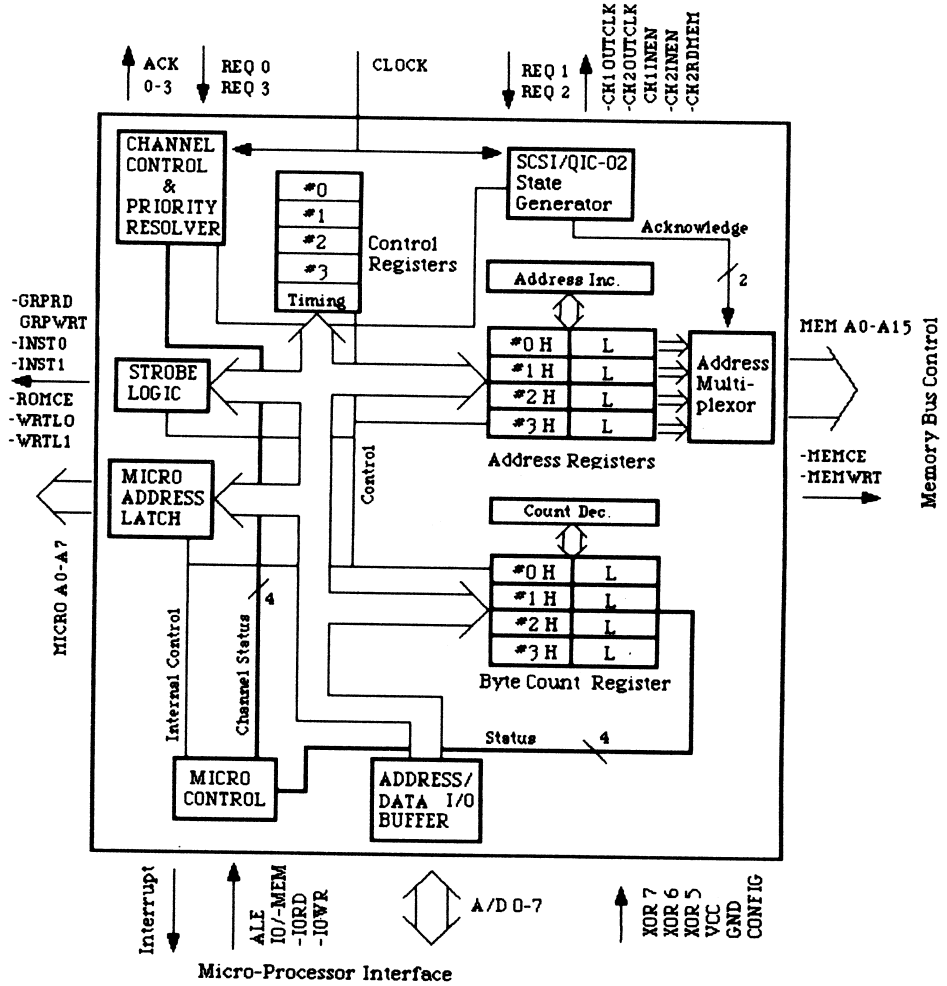 ACK
0-3
REQ 0
REQ 3
CLOCK
REQ 1
REQ 2
-CH1OUTCLK
-CH2OUTCLK
CH1INEN
-CH2INEN
-CH2RDMEM
CHANNEL
CONTROL
&
PRIORITY
RESOLVER
#0
#1
#2
#3
Timing
Control
Registers
SCSI/QIC-02
State
Generator
Acknowledge
2
Address Inc.
-GRPRD
GRPWRT
-INST0
-INST1
-ROMCE
-WRTL0
-WRTL1
STROBE
LOGIC
#0 H L
#1 H L
#2 H L
#3 H L
Address Registers
Address
Multi-
plexor
MEM A0-A15
-MEMCE
-MEMWRT
Memory Bus Control
MICRO
ADDRESS
LATCH
MICRO A0-A7
Control
Count Dec.
#0 H L
#1 H L
#2 H L
#3 H L
Byte Count Register
4
Internal Control
Channel Status
Status
4
MICRO
CONTROL
ADDRESS/
DATA I/O
BUFFER
Interrupt
ALE
IO/-MEM
-IORD
-IOWR
A/D 0-7
XOR 7
XOR 6
XOR 5
VCC
GND
CONFIG
Micro-Processor Interface